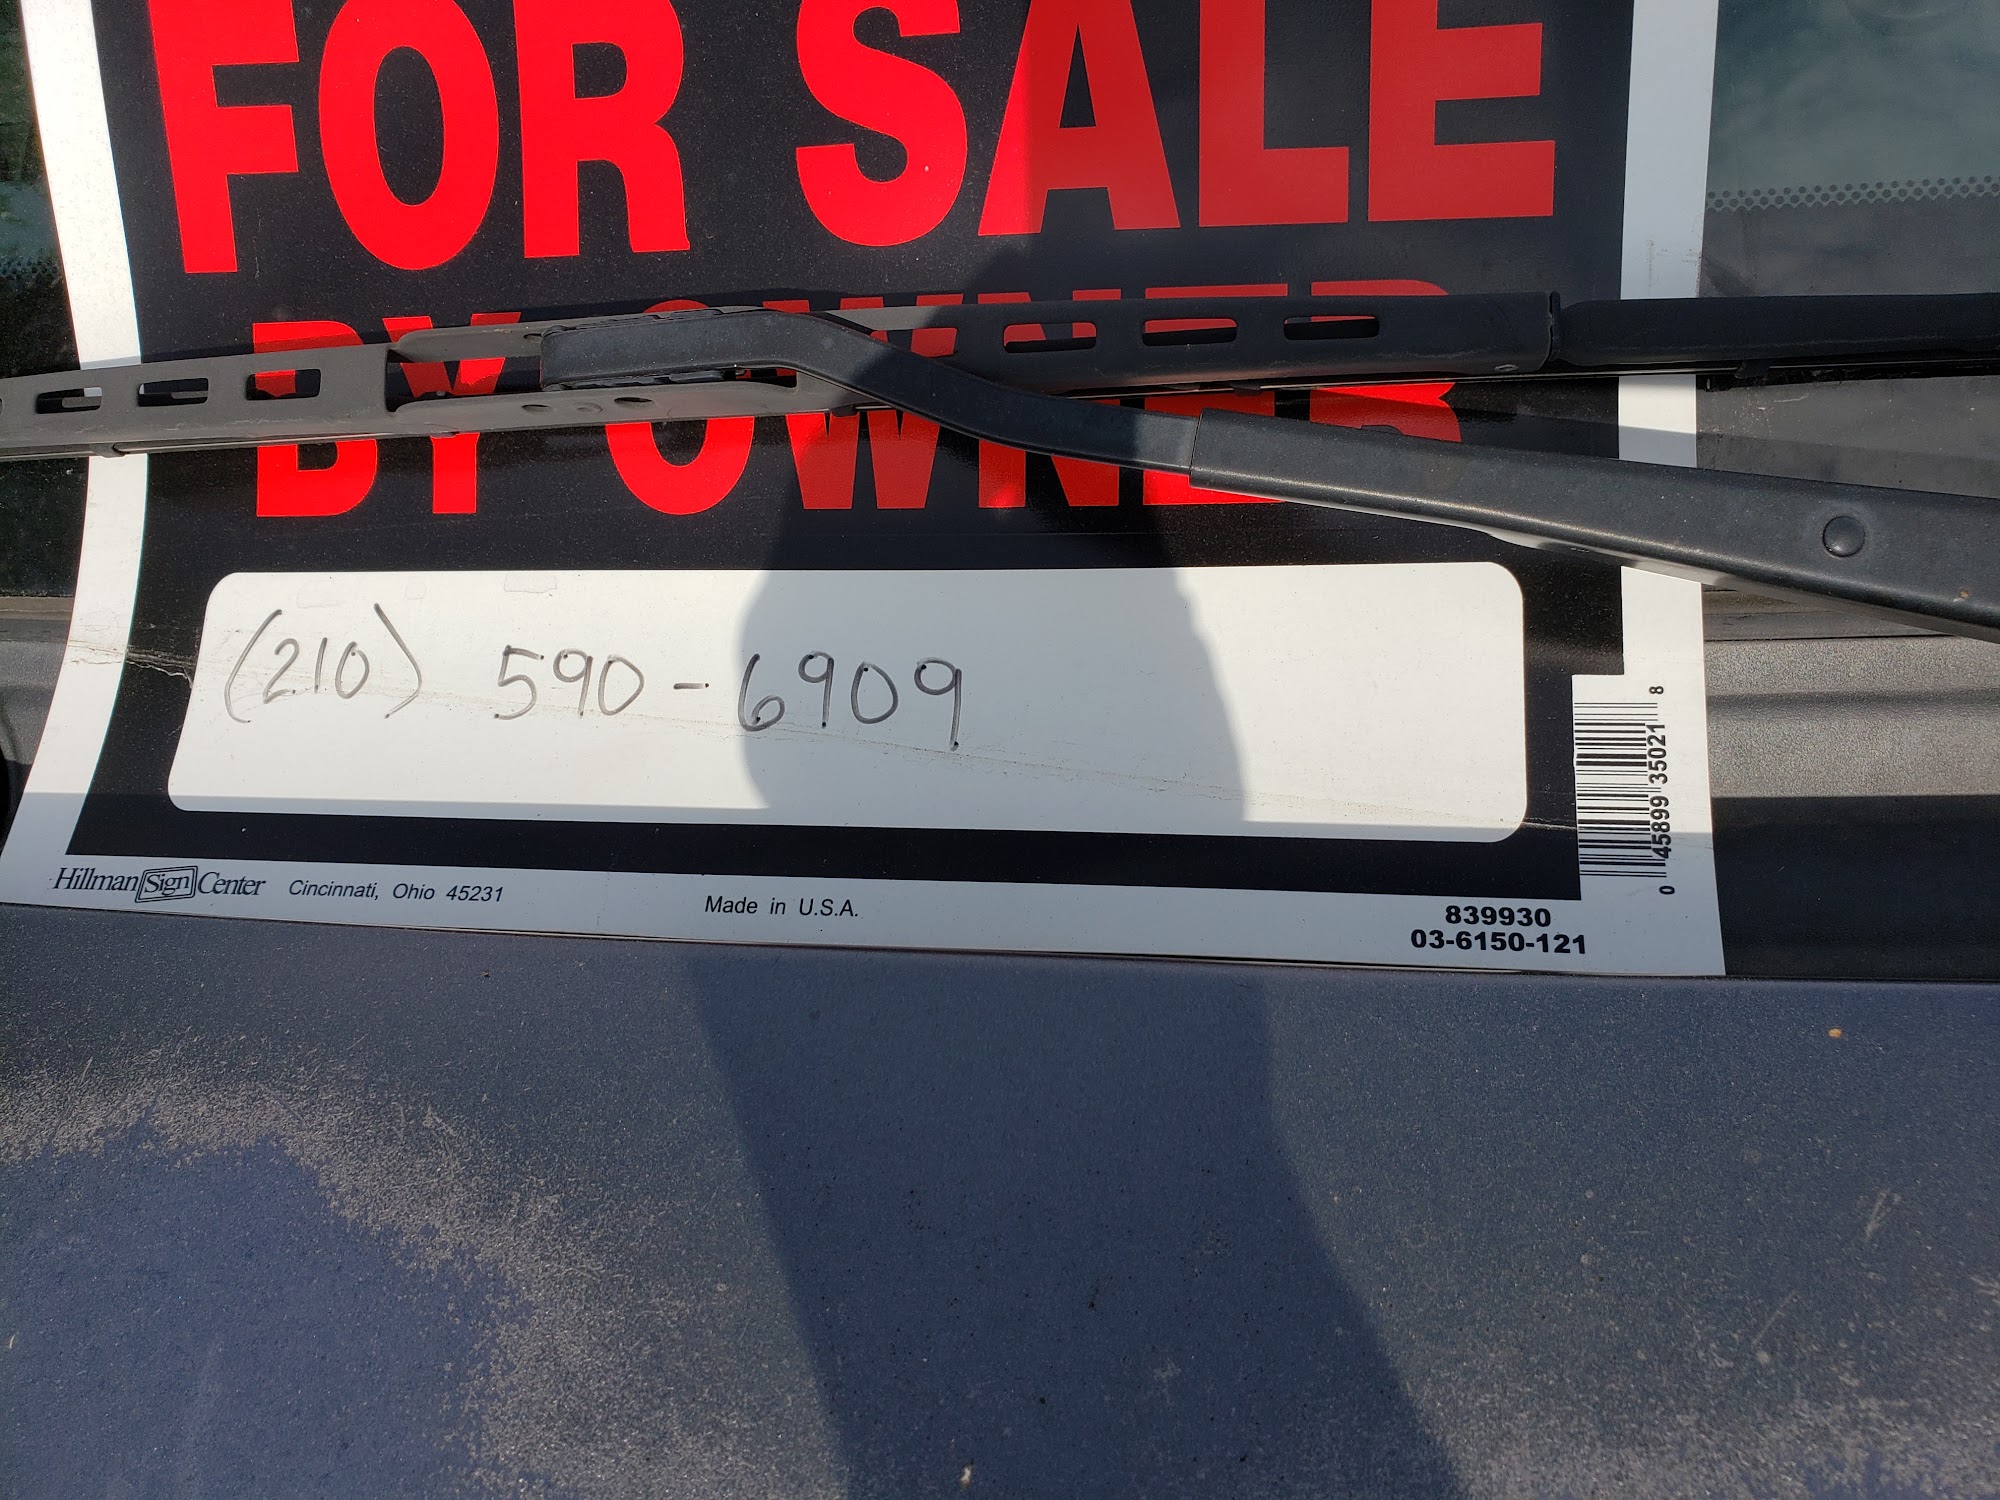 FOR SALE
BY OWNER
(210) 590-6909
0 45899 35021 8
Hillman Sign Center Cincinnati, Ohio 45231
Made in U.S.A.
839930
03-6150-121